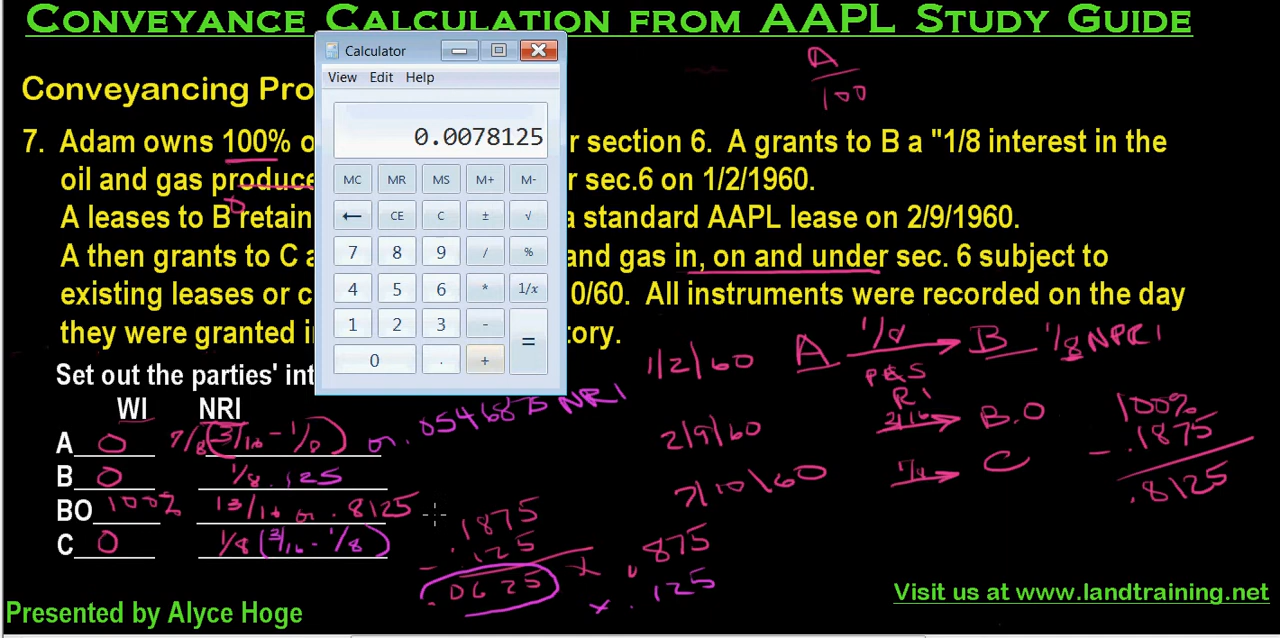 Conveyance Calculation from AAPL Study Guide
A
100
Calculator
View Edit Help
0.0078125
MC MR MS M+ M-
← CE C ± √
7 8 9 / %
4 5 6 * 1/x
1 2 3 - =
0 . +
Conveyancing Pro
7. Adam owns 100% o r section 6. A grants to B a "1/8 interest in the
oil and gas produce r sec.6 on 1/2/1960.
A leases to B O retain a standard AAPL lease on 2/9/1960.
A then grants to C a and gas in, on and under sec. 6 subject to
existing leases or c 0/60. All instruments were recorded on the day
they were granted i tory.
Set out the parties' int
WI NRI
A 0 7/8 (3/16 - 1/8) or .0546875 NRI
B 0 1/8 .125
BO 100% 13/16 or .8125
C 0 1/8 (3/16 - 1/8)
.1875
- .125
.0625
x .875
x .125
1/2/60 A 1/8 B 1/8 NPRI
P&S
RI
2/9/60 3/16 B.O
7/10/60 1/8 C
100%
- .1875
.8125
Presented by Alyce Hoge
Visit us at www.landtraining.net